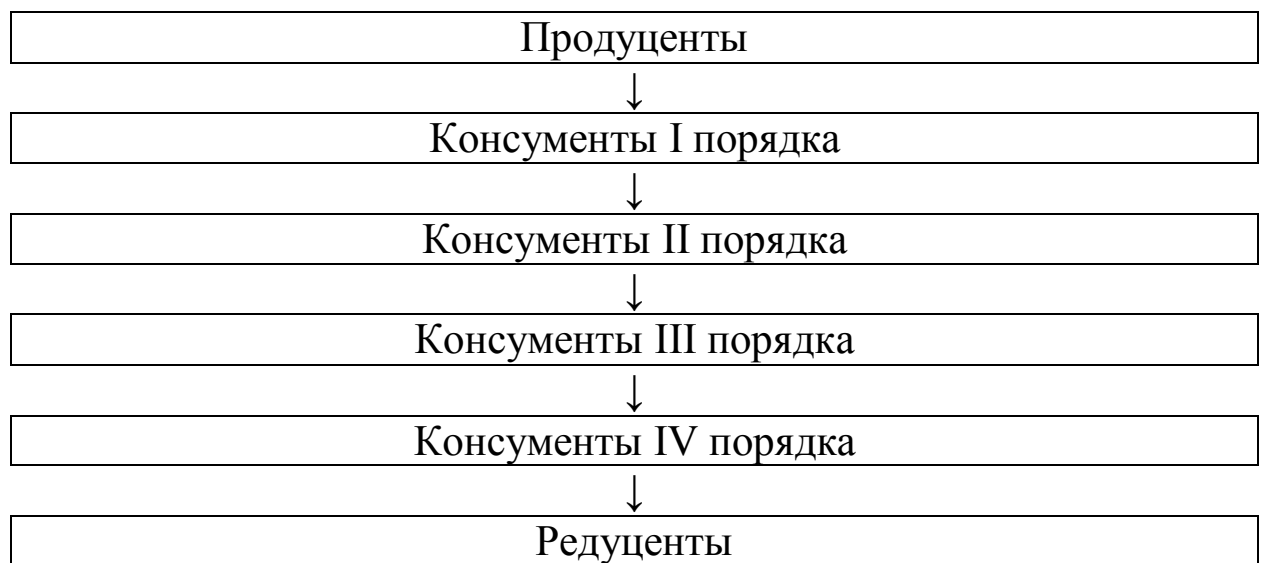 Продуценты
↓
Консументы I порядка
↓
Консументы II порядка
↓
Консументы III порядка
↓
Консументы IV порядка
↓
Редуценты